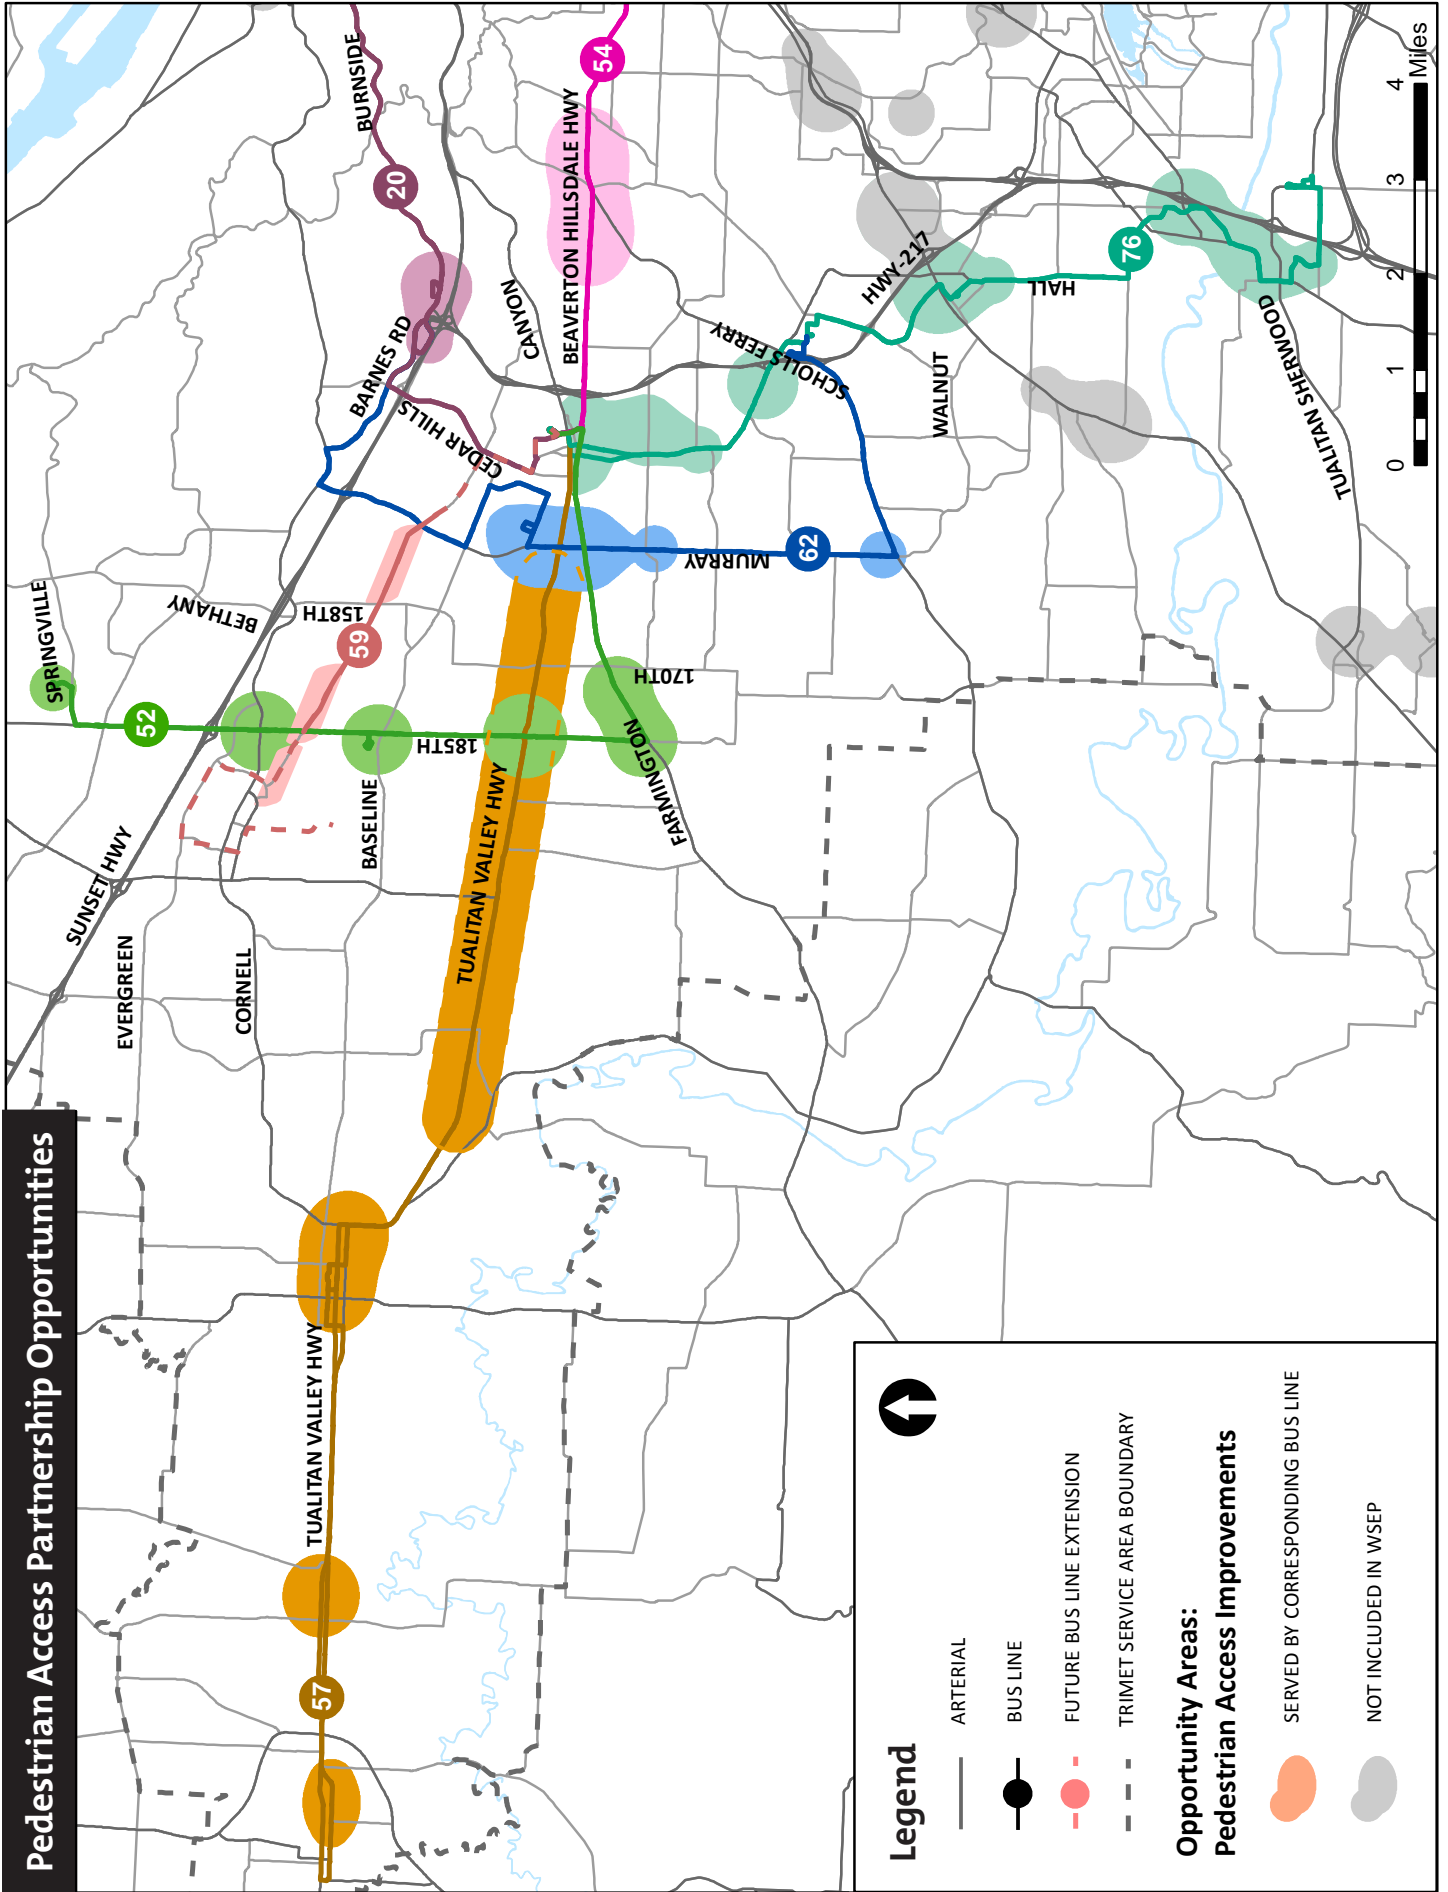 Pedestrian Access Partnership Opportunities
BURNSIDE
20
54
BARNES RD
CANYON
BEAVERTON HILLSDALE HWY
CEDAR HILLS
SCHOLLS FERRY
HWY-217
HALL
76
WALNUT
TUALITAN SHERWOOD
SPRINGVILLE
BETHANY
158TH
59
52
MURRAY
62
170TH
185TH
FARMINGTON
BASELINE
SUNSET HWY
EVERGREEN
CORNELL
TUALITAN VALLEY HWY
TUALITAN VALLEY HWY
TUALITAN VALLEY HWY
57
0 1 2 3 4
Miles
Legend
ARTERIAL
BUS LINE
FUTURE BUS LINE EXTENSION
TRIMET SERVICE AREA BOUNDARY
Opportunity Areas:
Pedestrian Access Improvements
SERVED BY CORRESPONDING BUS LINE
NOT INCLUDED IN WSEP